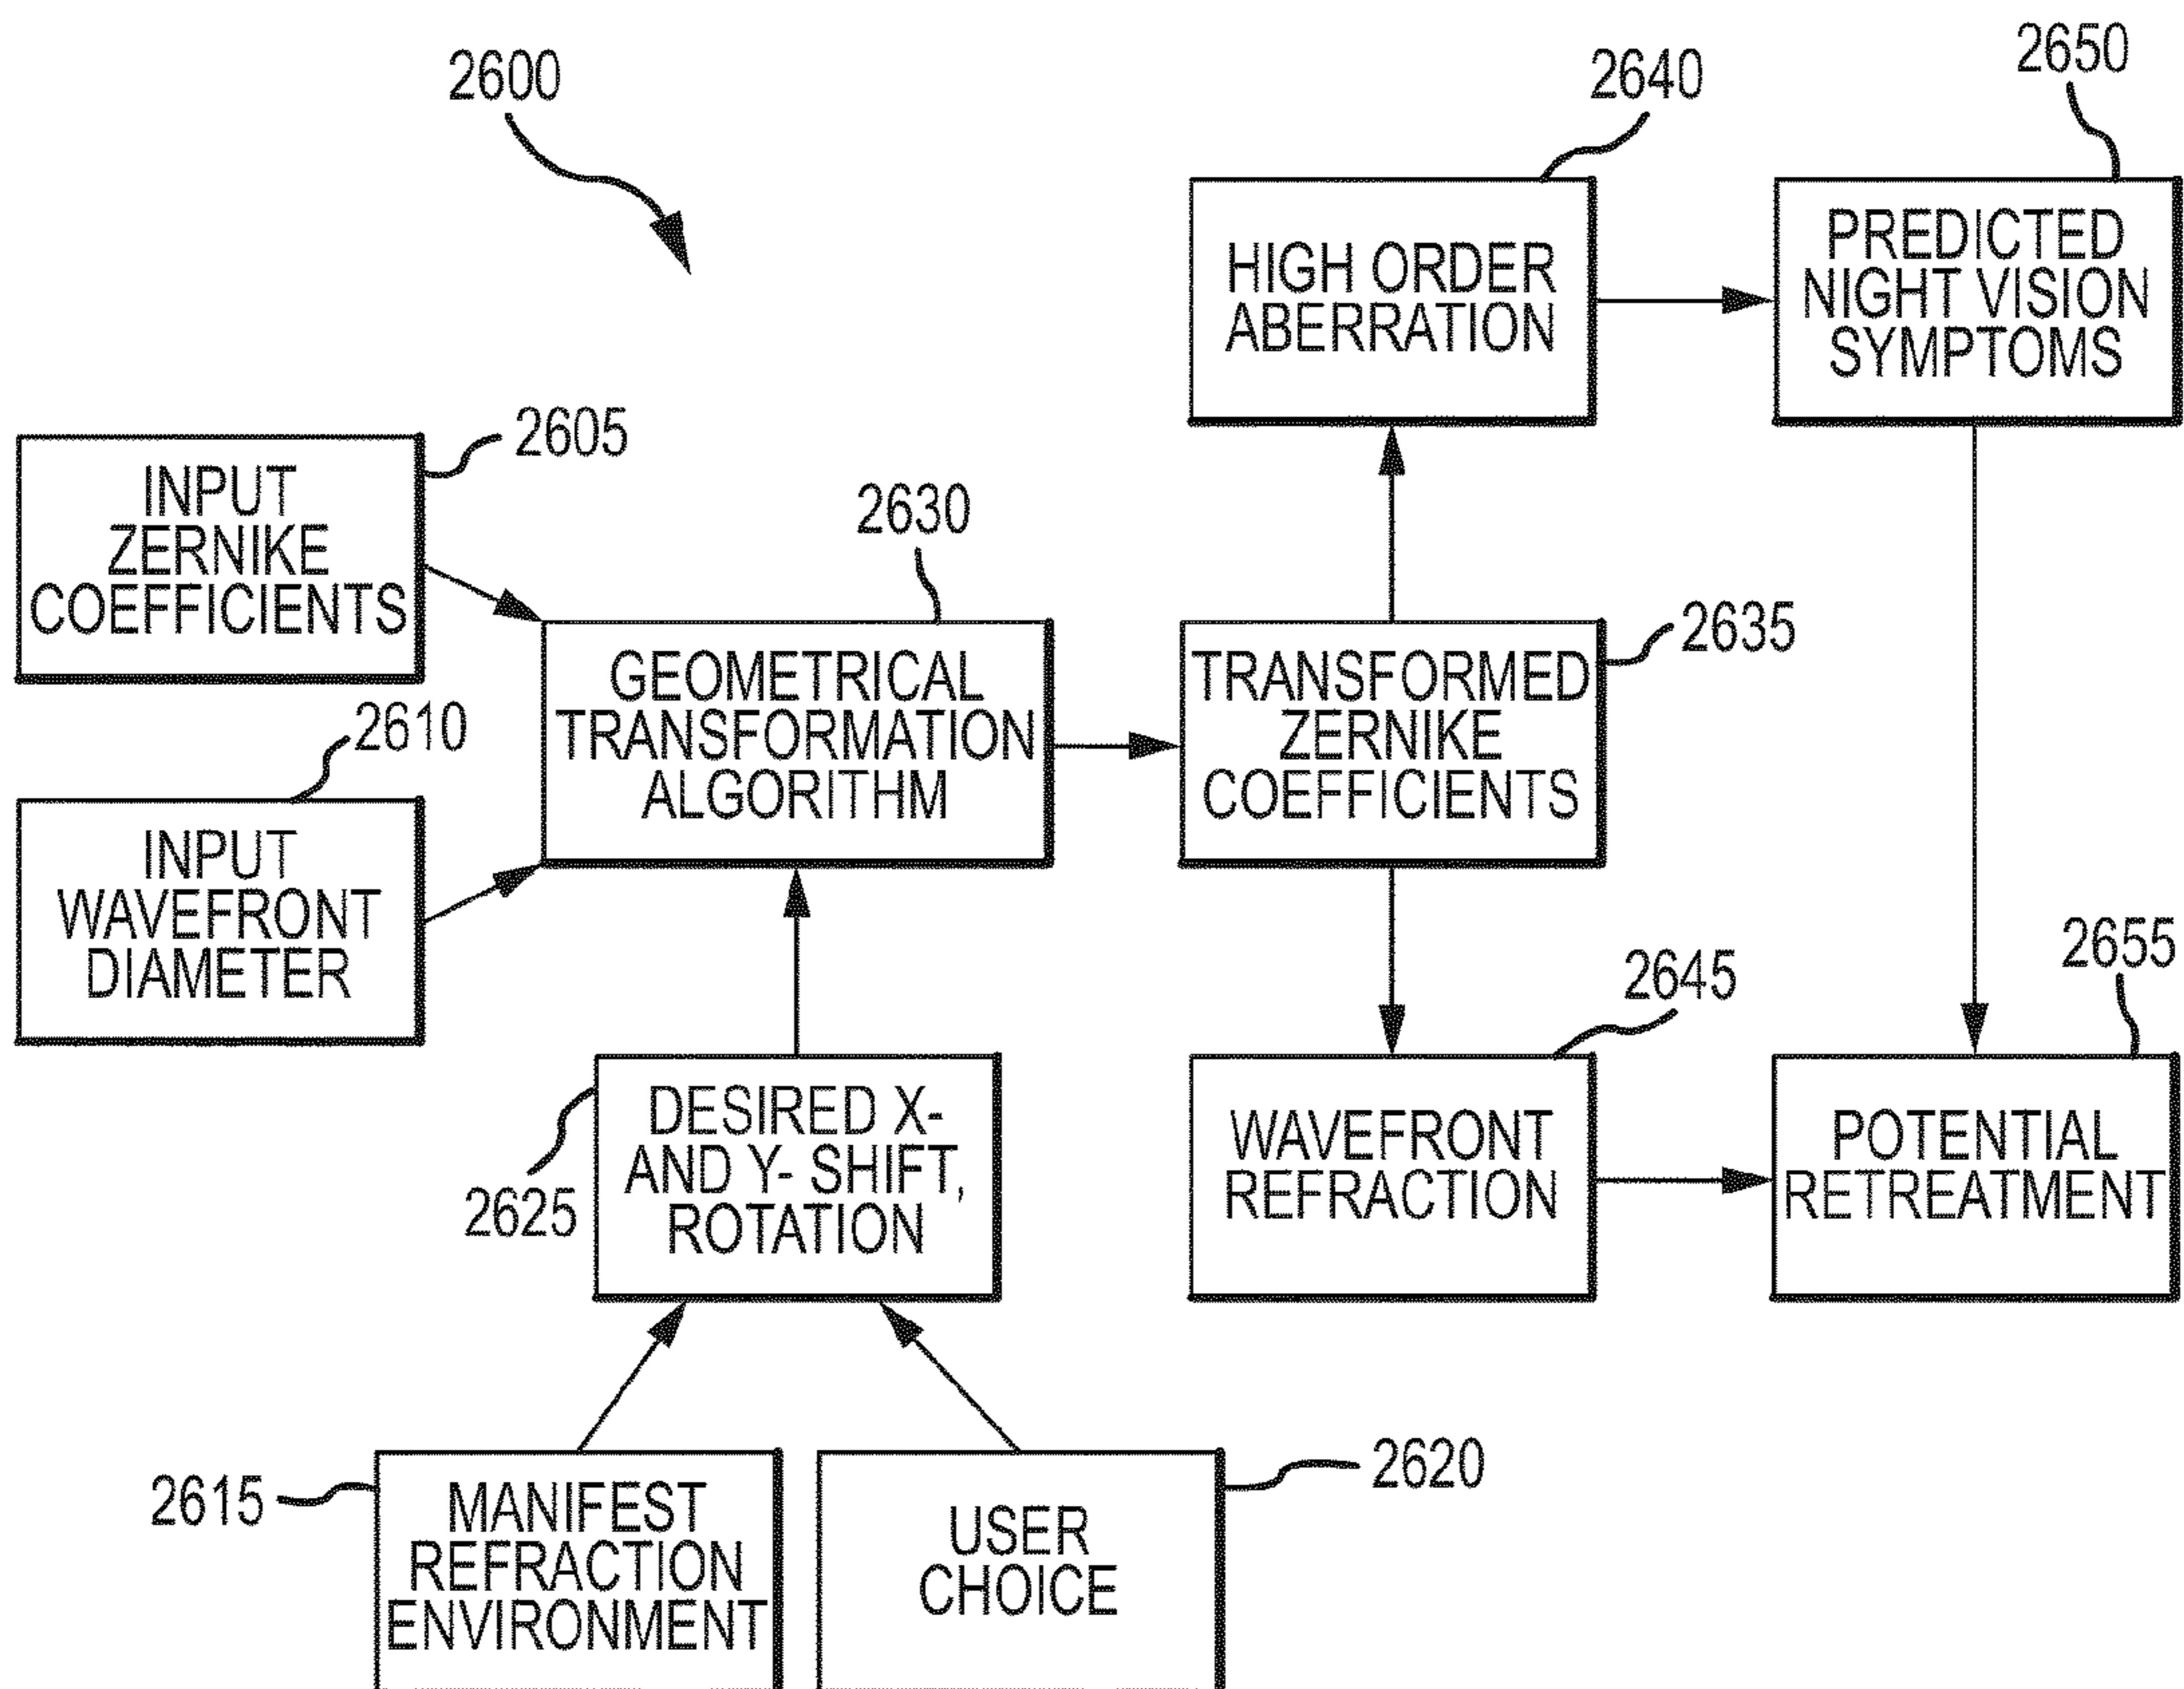 2600
2640
2650
HIGH ORDER
ABERRATION
PREDICTED
NIGHT VISION
SYMPTOMS
2605
INPUT
ZERNIKE
COEFFICIENTS
2630
GEOMETRICAL
TRANSFORMATION
ALGORITHM
2635
TRANSFORMED
ZERNIKE
COEFFICIENTS
2610
INPUT
WAVEFRONT
DIAMETER
2625
DESIRED X-
AND Y- SHIFT,
ROTATION
2645
WAVEFRONT
REFRACTION
2655
POTENTIAL
RETREATMENT
2615
MANIFEST
REFRACTION
ENVIRONMENT
USER
CHOICE
2620